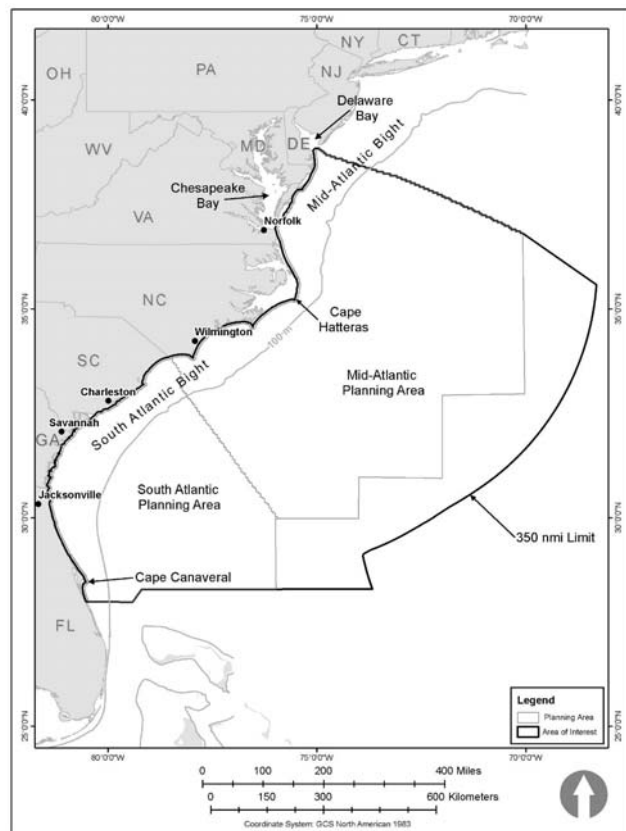 80°0'0"W
75°0'0"W
70°0'0"W
NY
CT
OH
PA
NJ
40°0'0"N
40°0'0"N
Delaware
Bay
MD
DE
WV
Mid-Atlantic Bight
Chesapeake
Bay
VA
Norfolk
35°0'0"N
35°0'0"N
NC
Cape
Hatteras
Wilmington
100 m
SC
Mid-Atlantic
Planning Area
Charleston
South Atlantic Bight
Savannah
GA
Jacksonville
South Atlantic
Planning Area
30°0'0"N
30°0'0"N
350 nmi Limit
Cape Canaveral
FL
Legend
Planning Area
Area of Interest
25°0'0"N
25°0'0"N
80°0'0"W
75°0'0"W
70°0'0"W
0 100 200 400 Miles
0 150 300 600 Kilometers
Coordinate System: GCS North American 1983